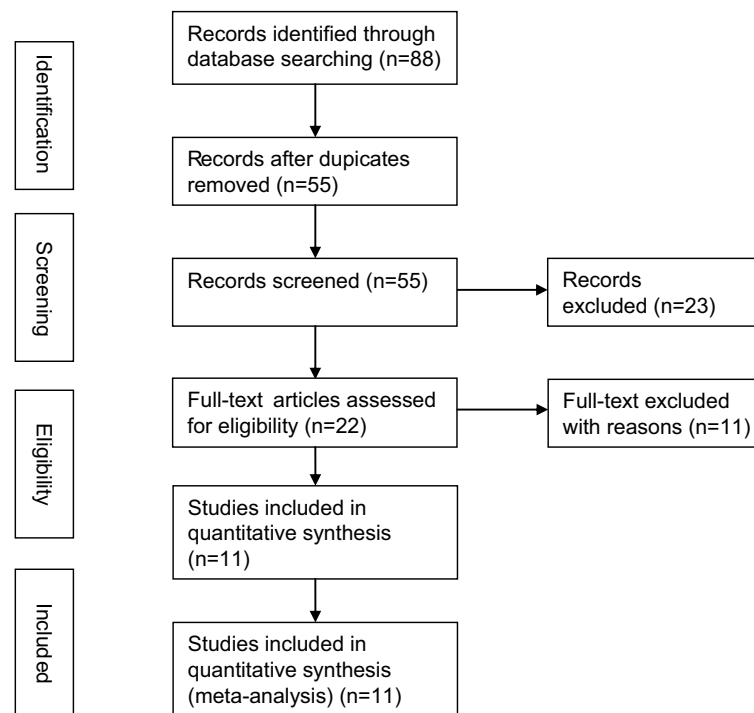 Identification
Records identified through
database searching (n=88)
Records after dupicates
removed (n=55)
Screening
Records screened (n=55)
Records
excluded (n=23)
Eligibility
Full-text articles assessed
for eligibility (n=22)
Full-text excluded
with reasons (n=11)
Studies included in
quantitative synthesis
(n=11)
Included
Studies included in
quantitative synthesis
(meta-analysis) (n=11)